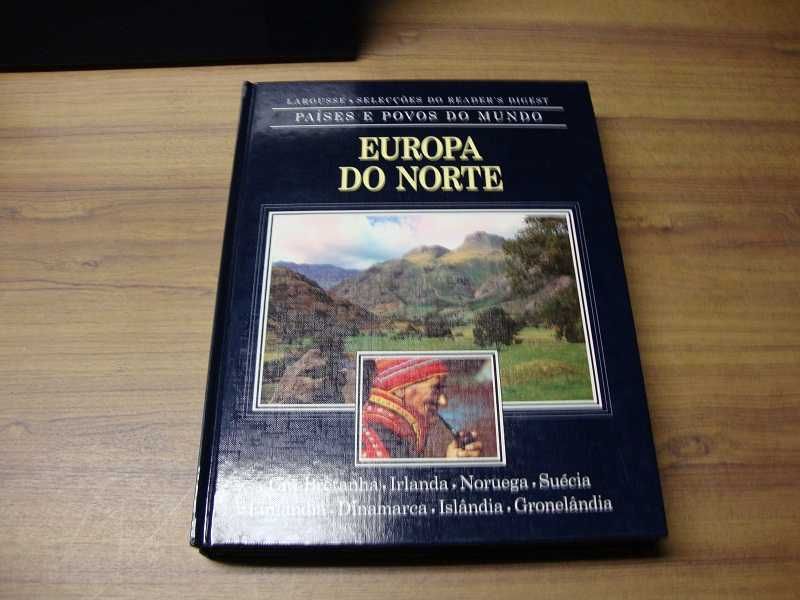 LAROUSSE • SELECÇÕES DO READER'S DIGEST
PAÍSES E POVOS DO MUNDO
EUROPA
DO NORTE
Grã-Bretanha • Irlanda • Noruega • Suécia
Finlândia • Dinamarca • Islândia • Gronelândia